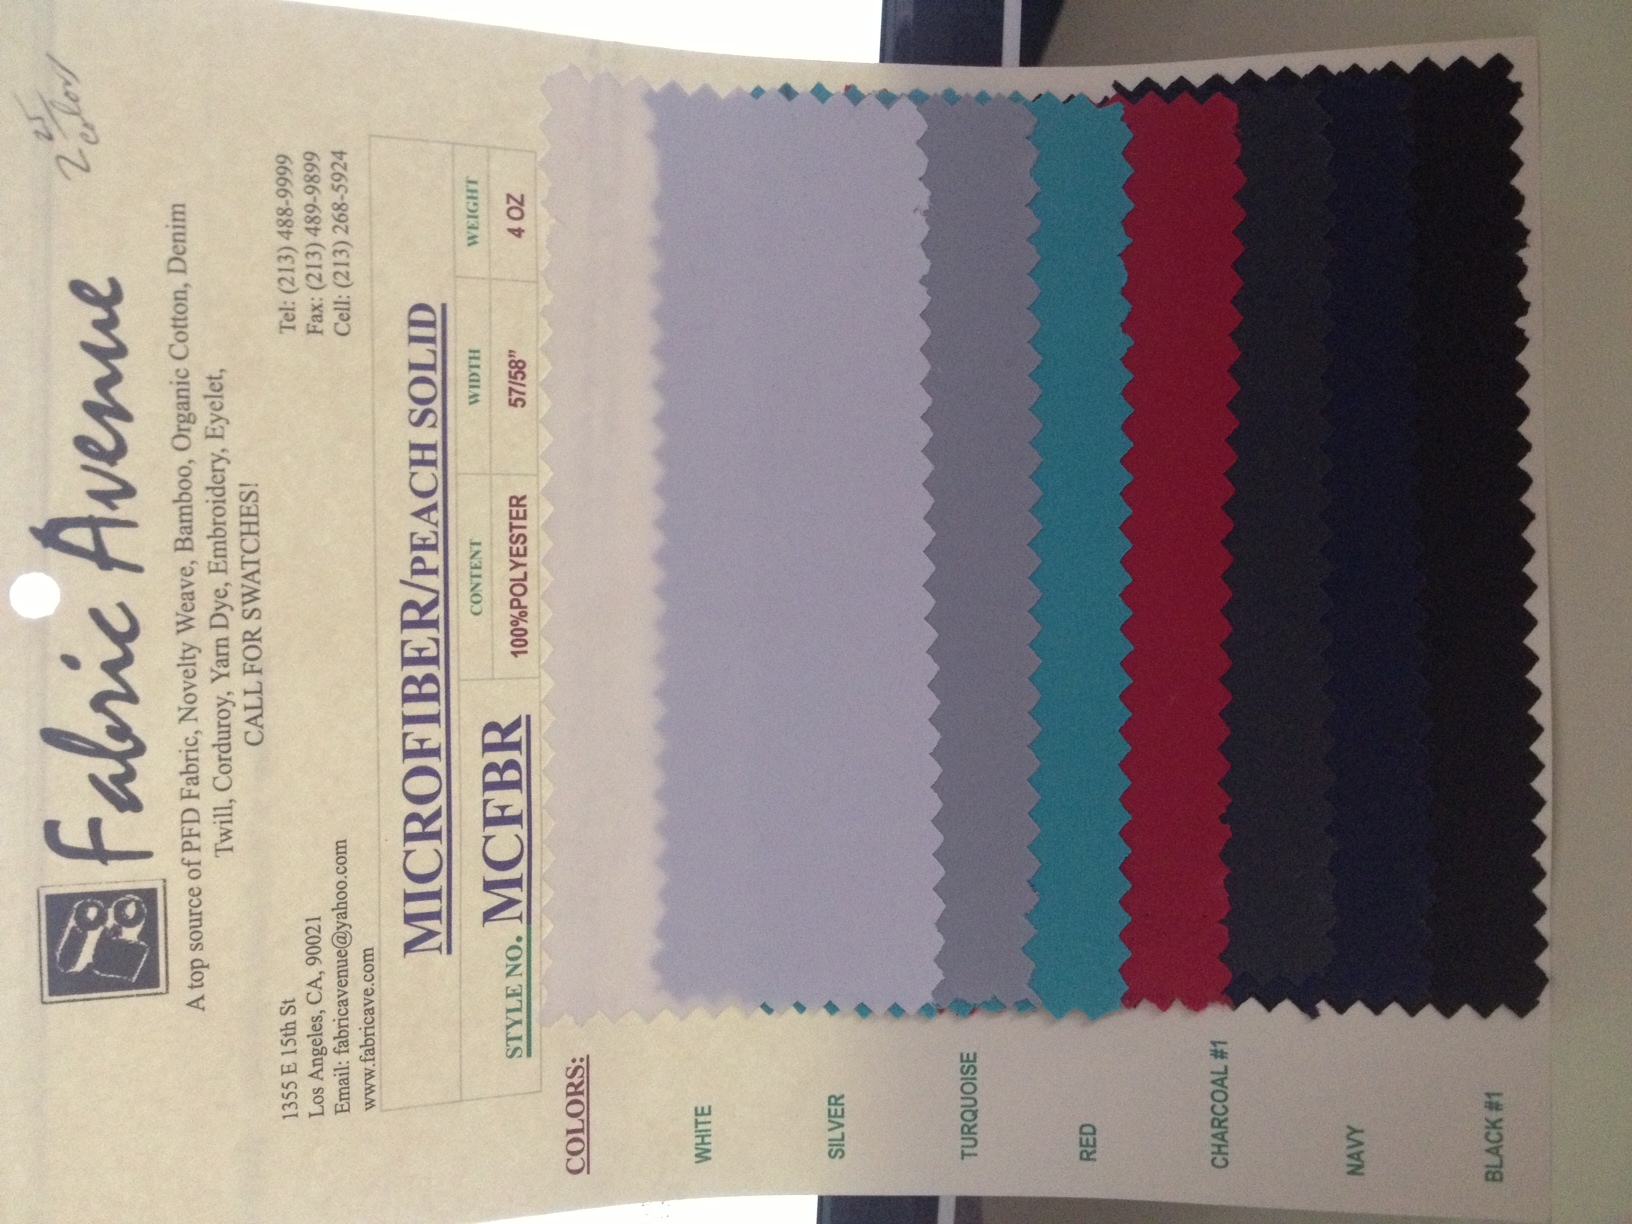 Fabric Avenue
2 25
colors
A top source of PFD Fabric, Novelty Weave, Bamboo, Organic Cotton, Denim
Twill, Corduroy, Yarn Dye, Embroidery, Eyelet,
CALL FOR SWATCHES!
1355 E 15th St
Los Angeles, CA, 90021
Email: fabricavenue@yahoo.com
www.fabricave.com
Tel: (213) 488-9999
Fax: (213) 489-9899
Cell: (213) 268-5924
MICROFIBER/PEACH SOLID
STYLE NO. MCFBR
CONTENT WIDTH WEIGHT
100%POLYESTER 57/58” 4 OZ
COLORS:
WHITE
SILVER
TURQUOISE
RED
CHARCOAL #1
NAVY
BLACK #1